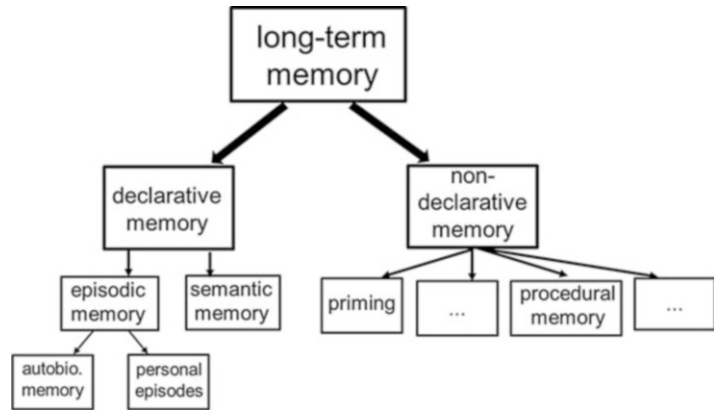 long-term
memory
declarative
memory
non-
declarative
memory
episodic
memory
semantic
memory
priming
...
procedural
memory
...
autobio.
memory
personal
episodes